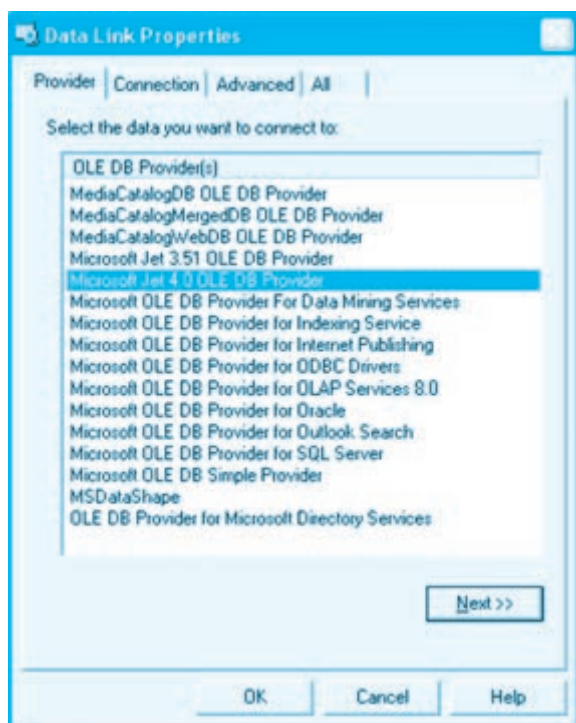 Data Link Properties
Provider Connection Advanced All
Select the data you want to connect to:
OLE DB Provider(s)
MediaCatalogDB OLE DB Provider
MediaCatalogMergedDB OLE DB Provider
MediaCatalogWebDB OLE DB Provider
Microsoft Jet 3.51 OLE DB Provider
Microsoft Jet 4.0 OLE DB Provider
Microsoft OLE DB Provider For Data Mining Services
Microsoft OLE DB Provider for Indexing Service
Microsoft OLE DB Provider for Internet Publishing
Microsoft OLE DB Provider for ODBC Drivers
Microsoft OLE DB Provider for OLAP Services 8.0
Microsoft OLE DB Provider for Oracle
Microsoft OLE DB Provider for Outlook Search
Microsoft OLE DB Provider for SQL Server
Microsoft OLE DB Simple Provider
MSDataShape
OLE DB Provider for Microsoft Directory Services
Next >>
OK Cancel Help